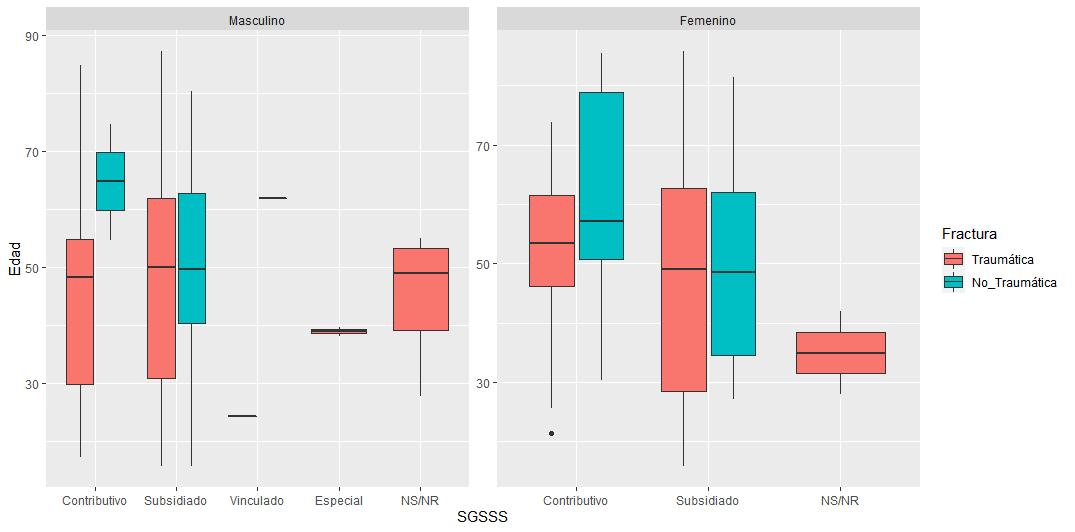 Masculino
Femenino
Edad
90
70
50
30
70
50
30
Contributivo
Subsidiado
Vinculado
Especial
NS/NR
Contributivo
Subsidiado
NS/NR
SGSSS
Fractura
Traumática
No_Traumática